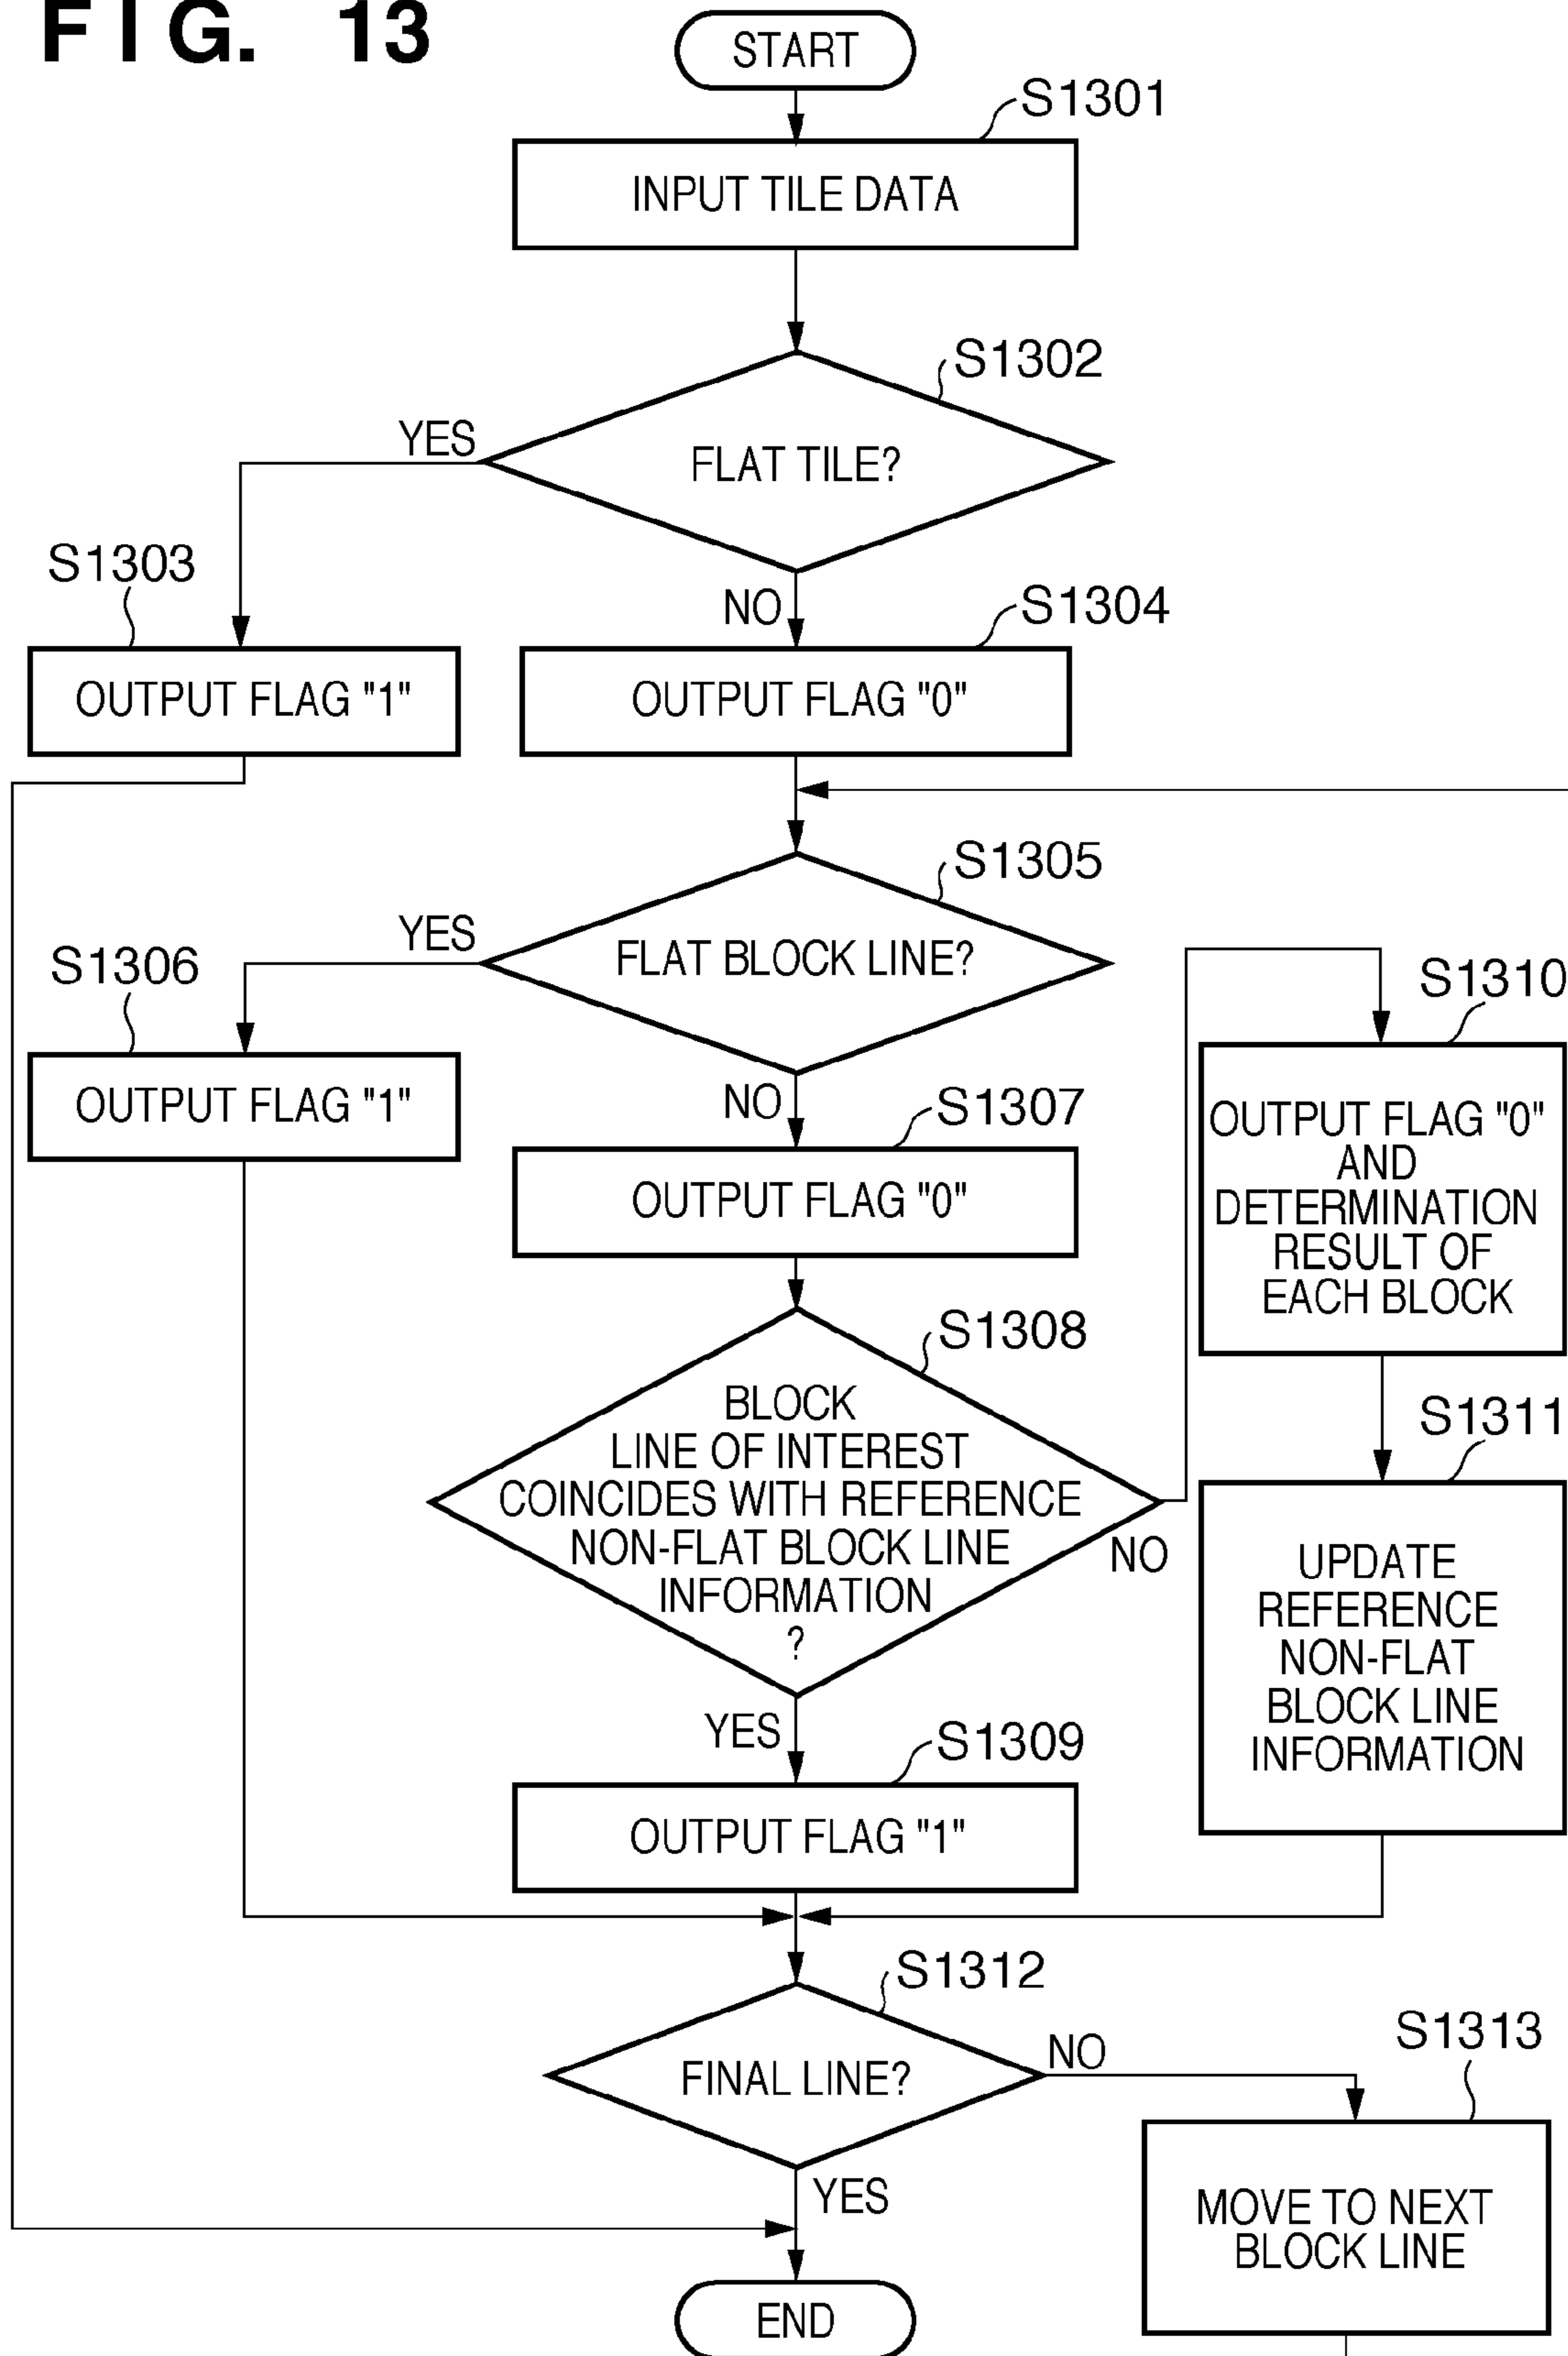 FIG. 13
START
S1301
INPUT TILE DATA
S1302
YES
FLAT TILE?
S1303
NO
S1304
OUTPUT FLAG "1"
OUTPUT FLAG "0"
S1305
YES
FLAT BLOCK LINE?
S1306
S1310
OUTPUT FLAG "1"
NO
S1307
OUTPUT FLAG "0"
OUTPUT FLAG "0"
AND
DETERMINATION
RESULT OF
EACH BLOCK
S1308
BLOCK
LINE OF INTEREST
COINCIDES WITH REFERENCE
NON-FLAT BLOCK LINE
INFORMATION
?
NO
S1311
UPDATE
REFERENCE
NON-FLAT
BLOCK LINE
INFORMATION
YES
S1309
OUTPUT FLAG "1"
S1312
FINAL LINE?
NO
S1313
YES
MOVE TO NEXT
BLOCK LINE
END